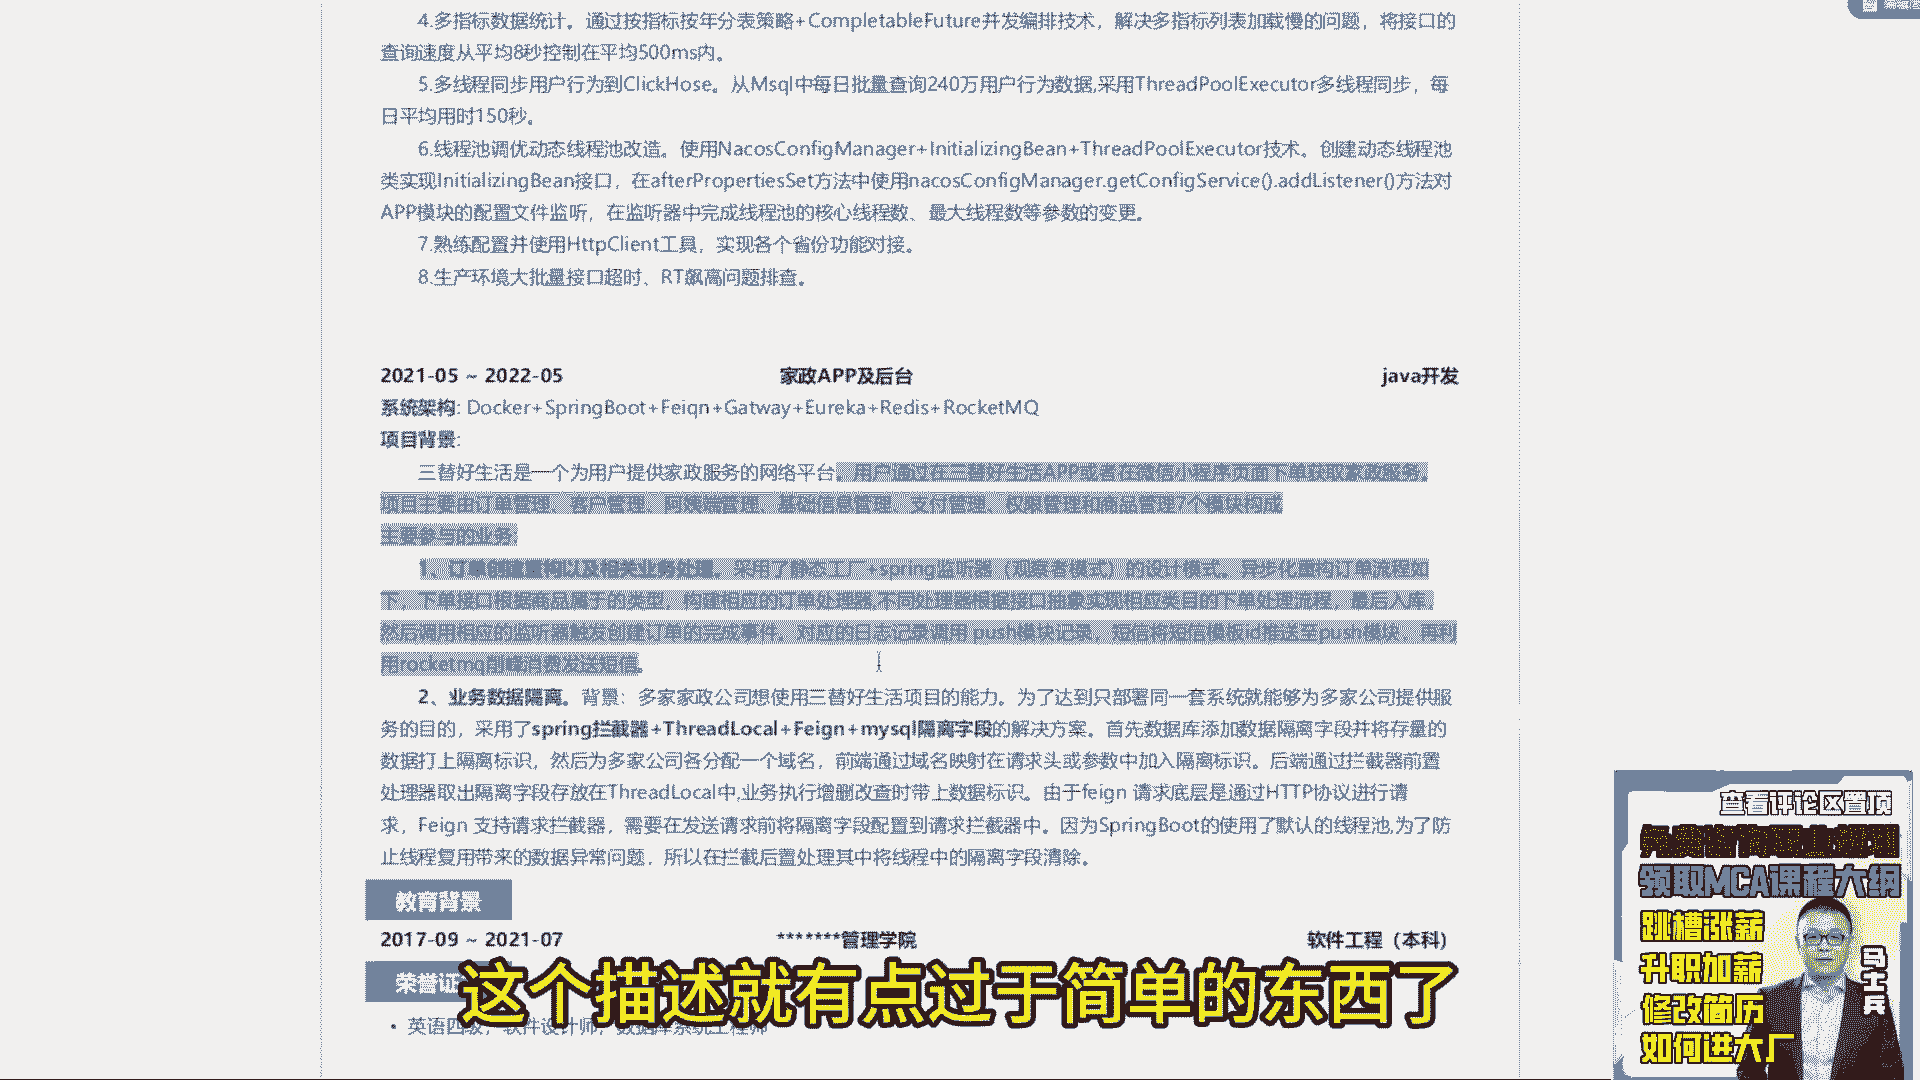 4.多指标数据统计。通过按指标按年分表策略+CompletableFuture并发编排技术，解决多指标列表加载慢的问题，将接口的
查询速度从平均8秒控制在平均500ms内。
5.多线程同步用户行为到ClickHose。从Msql中每日批量查询240万用户行为数据,采用ThreadPoolExecutor多线程同步，每
日平均用时150秒。
6.线程池调优动态线程池改造。使用NacosConfigManager+InitializingBean+ThreadPoolExecutor技术。创建动态线程池
类实现InitializingBean接口，在afterPropertiesSet方法中使用nacosConfigManager.getConfigService().addListener()方法对
APP模块的配置文件监听，在监听器中完成线程池的核心线程数、最大线程数等参数的变更。
7.熟练配置并使用HttpClient工具，实现各个省份功能对接。
8.生产环境大批量接口超时、RT飙高问题排查。
2021-05 ~ 2022-05 家政APP及后台 java开发
系统架构: Docker+SpringBoot+Feiqn+Gatway+Eureka+Redis+RocketMQ
项目背景:
三替好生活是一个为用户提供家政服务的网络平台。用户通过在三替好生活APP或者在微信小程序页面下单获取家政服务。
项目主要由订单管理、客户管理、阿姨端管理、基础信息管理、支付管理、权限管理和商品管理7个模块构成
主要参与的业务:
1、订单创建重构以及相关业务处理。采用了静态工厂+spring监听器（观察者模式）的设计模式。异步化重构订单流程如
下，下单接口根据商品属于的类型，构建相应的订单处理器,不同处理器根据接口抽象实现相应类目的下单处理流程，最后入库。
然后调用相应的监听器触发创建订单的完成事件。对应的日志记录调用 push模块记录，短信将短信模板id推送至push模块，再利
用rocketmq削峰消费发送短信。
2、业务数据隔离。背景：多家家政公司想使用三替好生活项目的能力。为了达到只部署同一套系统就能够为多家公司提供服
务的目的，采用了spring拦截器+ThreadLocal+Feign+mysql隔离字段的解决方案。首先数据库添加数据隔离字段并将存量的
数据打上隔离标识，然后为多家公司各分配一个域名，前端通过域名映射在请求头或参数中加入隔离标识。后端通过拦截器前置
处理器取出隔离字段存放在ThreadLocal中,业务执行增删改查时带上数据标识。由于feign 请求底层是通过HTTP协议进行请
求，Feign 支持请求拦截器，需要在发送请求前将隔离字段配置到请求拦截器中。因为SpringBoot的使用了默认的线程池,为了防
止线程复用带来的数据异常问题，所以在拦截后置处理其中将线程中的隔离字段清除。
教育背景
2017-09 ~ 2021-07 *******管理学院 软件工程（本科）
荣誉证
• 英语四级，软件设计师，数据库系统工程师
这个描述就有点过于简单的东西了
查看评论区置顶
领取MCA课程大纲
跳槽涨薪
升职加薪
修改简历
如何进大厂
马士兵